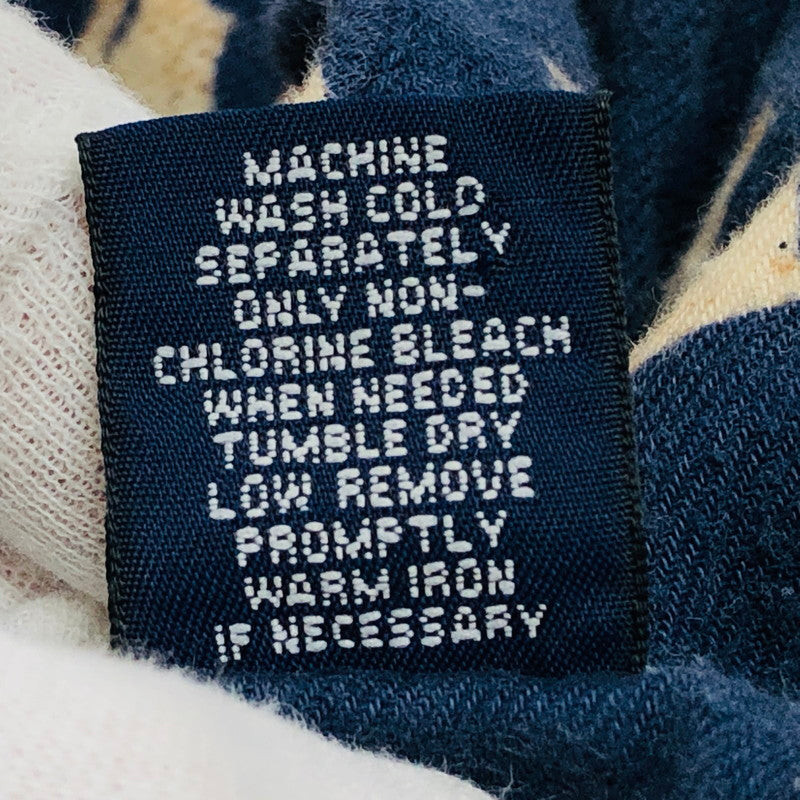 MACHINE
WASH COLD
SEPARATELY
ONLY NON-
CHLORINE BLEACH
WHEN NEEDED
TUMBLE DRY
LOW REMOVE
PROMPTLY
WARM IRON
IF NECESSARY